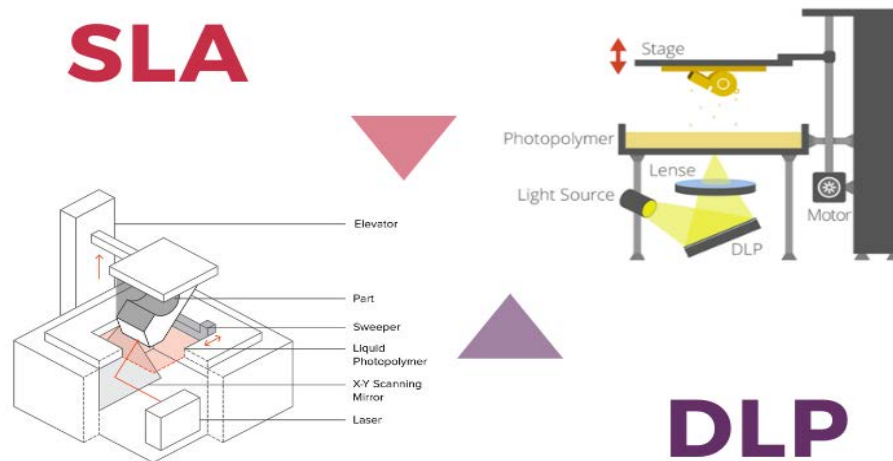 SLA
Stage
Photopolymer
Lense
Light Source
Motor
DLP
Elevator
Part
Sweeper
Liquid
Photopolymer
X-Y Scanning
Mirror
Laser
DLP